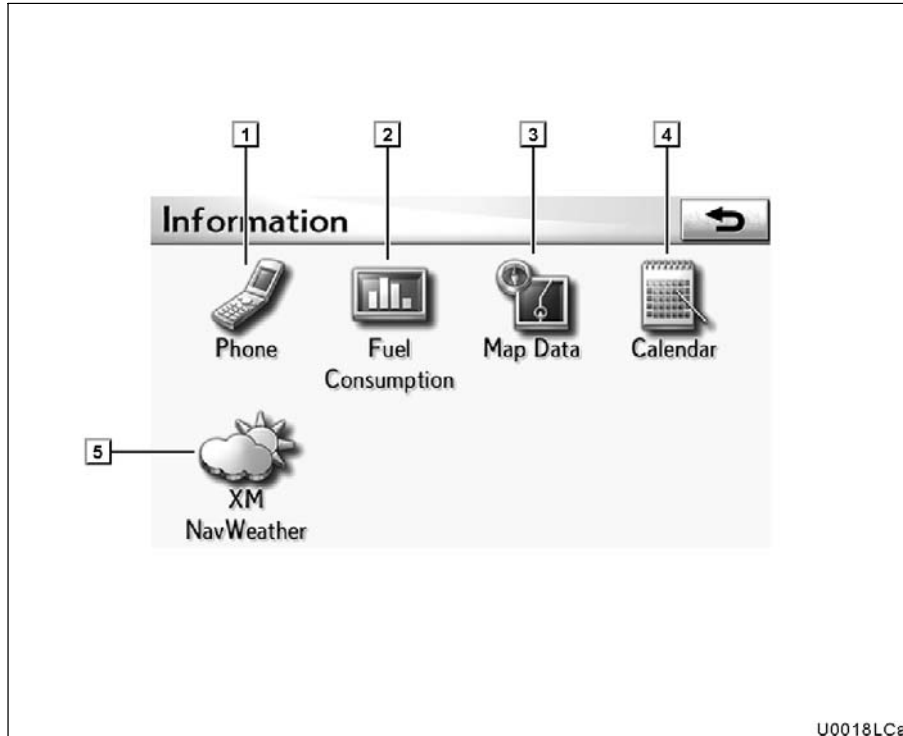 1 2 3 4
Information
Phone Fuel Consumption Map Data Calendar
5
XM
NavWeather
U0018LCa